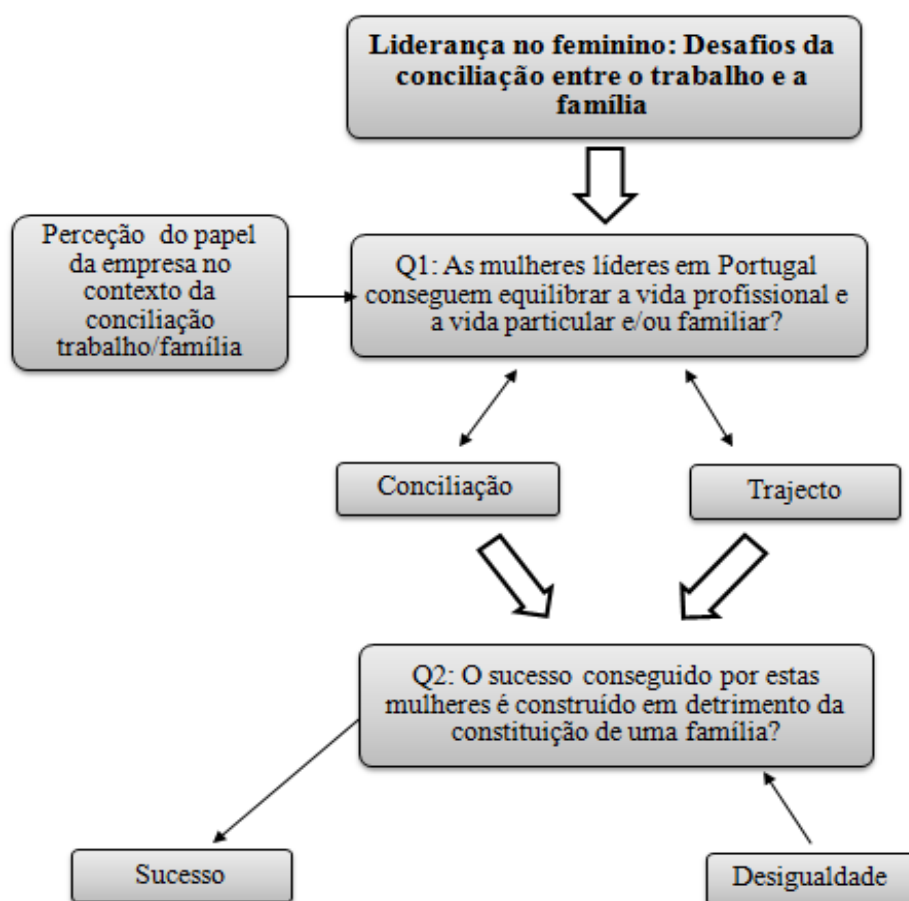 Liderança no feminino: Desafios da
conciliação entre o trabalho e a
família
Perceção do papel
da empresa no
contexto da
conciliação
trabalho/família
Q1: As mulheres líderes em Portugal
conseguem equilibrar a vida profissional e
a vida particular e/ou familiar?
Conciliação
Trajecto
Q2: O sucesso conseguido por estas
mulheres é construído em detrimento da
constituição de uma família?
Sucesso
Desigualdade